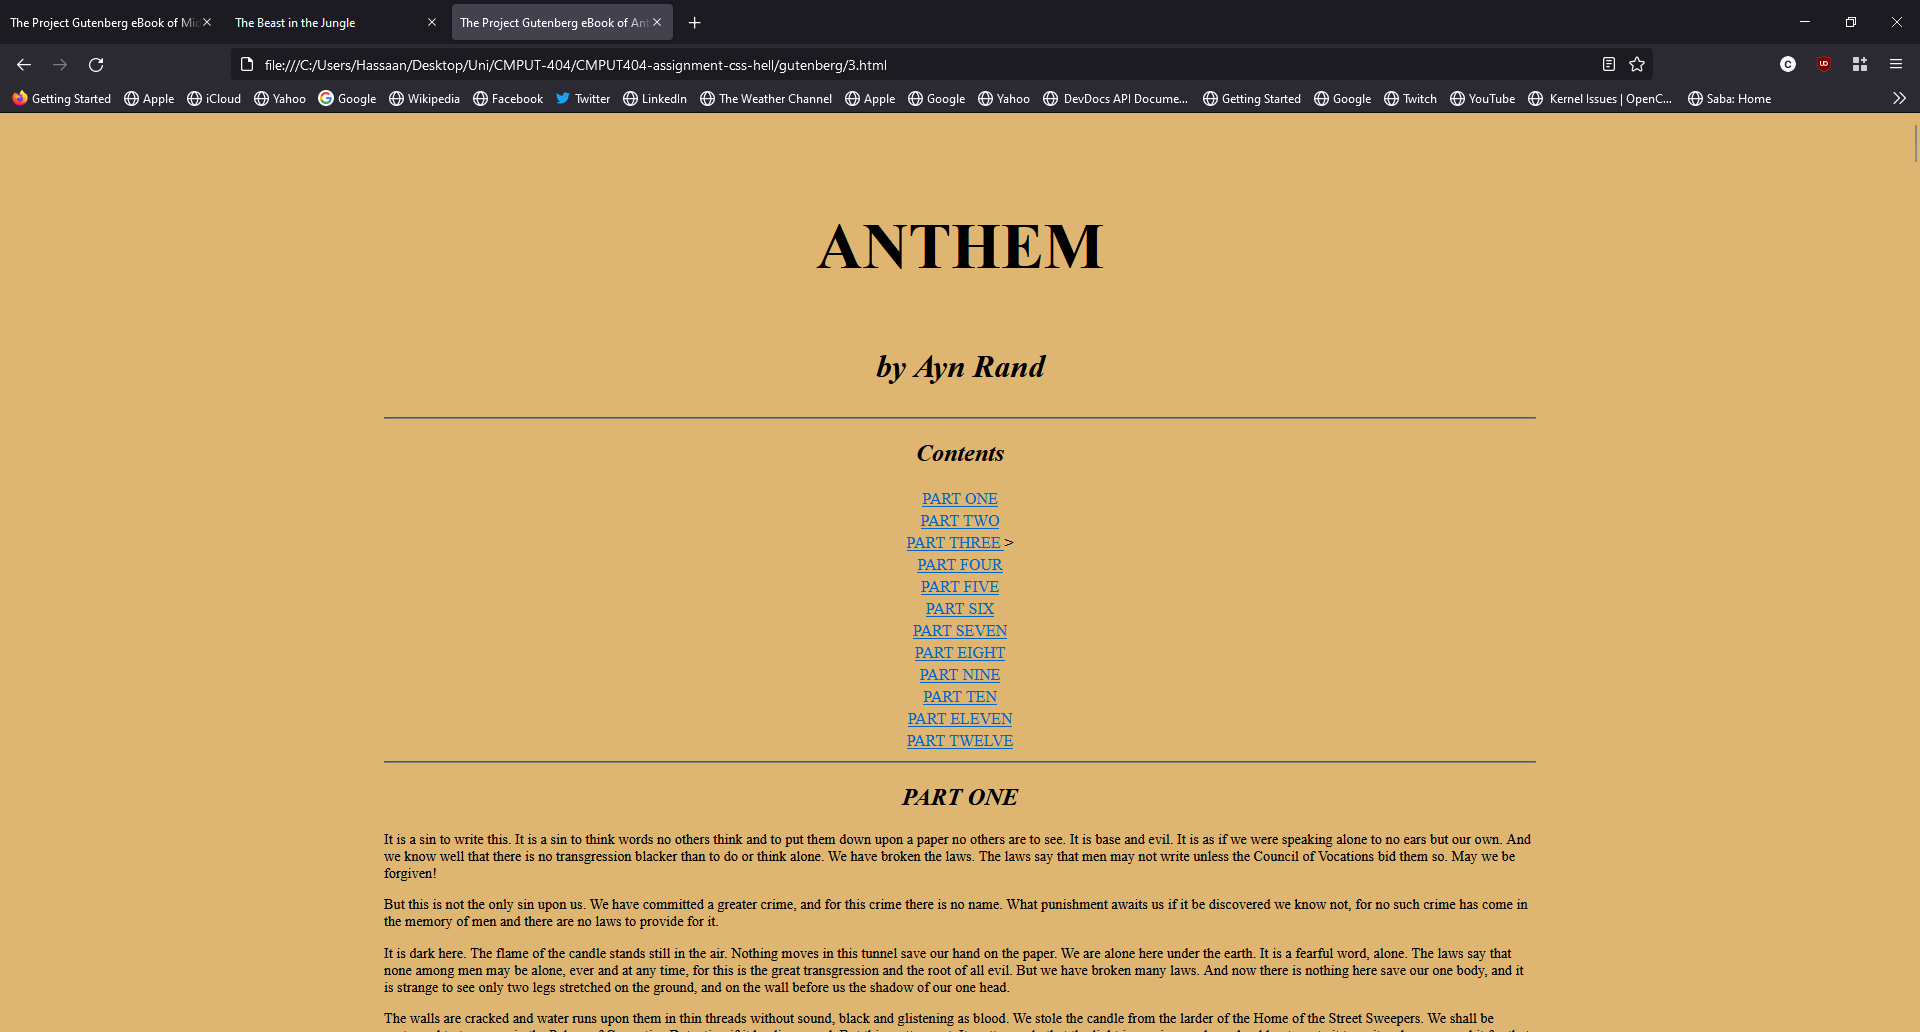 The Project Gutenberg eBook of Mi
The Beast in the Jungle
The Project Gutenberg eBook of Ant
file:///C:/Users/Hassaan/Desktop/Uni/CMPUT-404/CMPUT404-assignment-css-hell/gutenberg/3.html
Getting Started Apple iCloud Yahoo Google Wikipedia Facebook Twitter LinkedIn The Weather Channel Apple Google Yahoo DevDocs API Docume... Getting Started Google Twitch YouTube Kernel Issues | OpenC... Saba: Home
ANTHEM
by Ayn Rand
Contents
PART ONE
PART TWO
PART THREE >
PART FOUR
PART FIVE
PART SIX
PART SEVEN
PART EIGHT
PART NINE
PART TEN
PART ELEVEN
PART TWELVE
PART ONE
It is a sin to write this. It is a sin to think words no others think and to put them down upon a paper no others are to see. It is base and evil. It is as if we were speaking alone to no ears but our own. And
we know well that there is no transgression blacker than to do or think alone. We have broken the laws. The laws say that men may not write unless the Council of Vocations bid them so. May we be
forgiven!
But this is not the only sin upon us. We have committed a greater crime, and for this crime there is no name. What punishment awaits us if it be discovered we know not, for no such crime has come in
the memory of men and there are no laws to provide for it.
It is dark here. The flame of the candle stands still in the air. Nothing moves in this tunnel save our hand on the paper. We are alone here under the earth. It is a fearful word, alone. The laws say that
none among men may be alone, ever and at any time, for this is the great transgression and the root of all evil. But we have broken many laws. And now there is nothing here save our one body, and it
is strange to see only two legs stretched on the ground, and on the wall before us the shadow of our one head.
The walls are cracked and water runs upon them in thin threads without sound, black and glistening as blood. We stole the candle from the larder of the Home of the Street Sweepers. We shall be